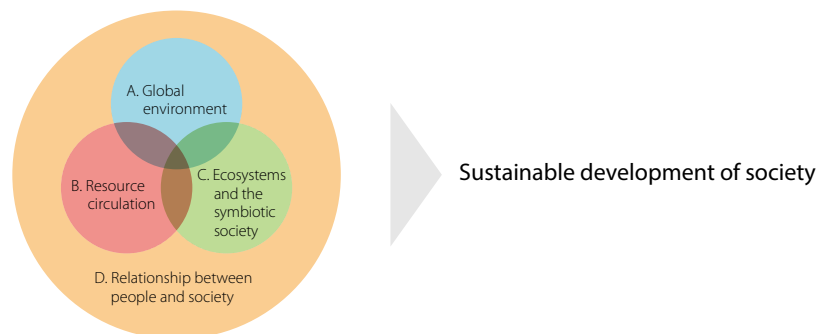 A. Global
environment
B. Resource
circulation
C. Ecosystems
and the
symbiotic
society
D. Relationship between
people and society
Sustainable development of society